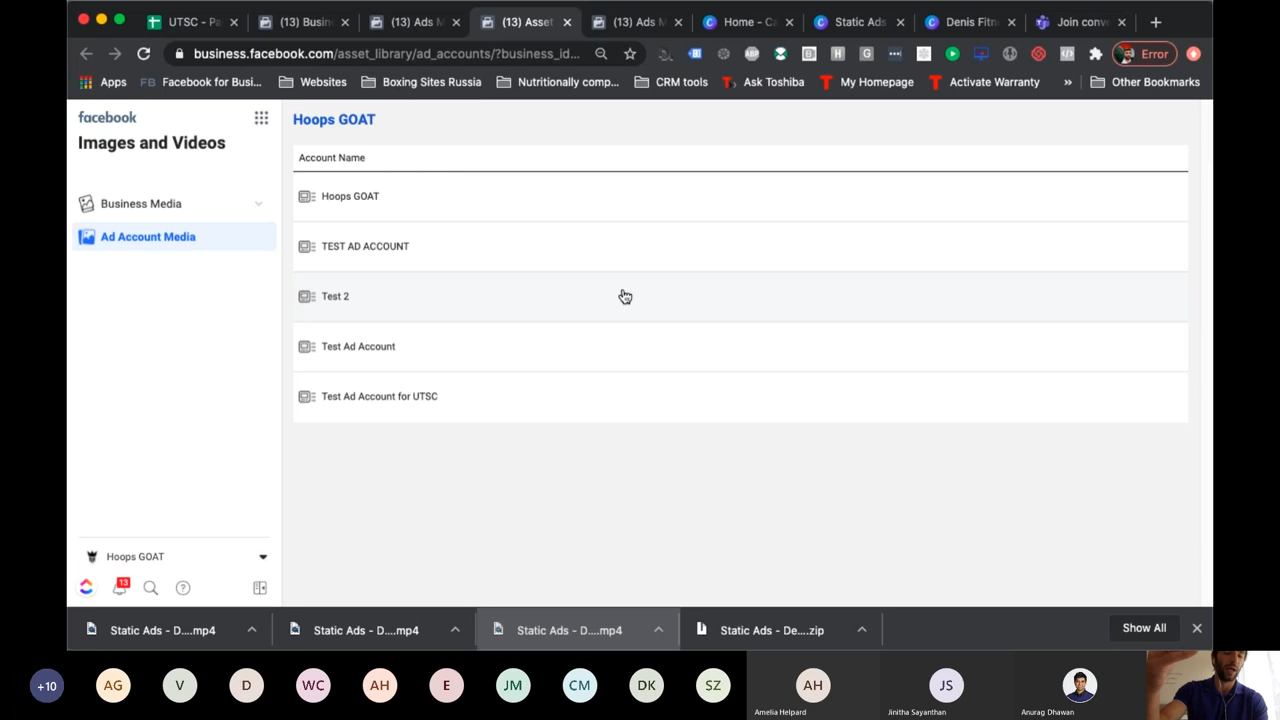 UTSC - Pa
(13) Busin
(13) Ads M
(13) Asset
(13) Ads M
Home - Ca
Static Ads
Denis Fitn
Join conv
business.facebook.com/asset_library/ad_accounts/?business_id...
Error
Apps
FB Facebook for Busi...
Websites
Boxing Sites Russia
Nutritionally comp...
CRM tools
Ask Toshiba
My Homepage
Activate Warranty
»
Other Bookmarks
facebook
Images and Videos
Business Media
Ad Account Media
Hoops GOAT
Account Name
Hoops GOAT
TEST AD ACCOUNT
Test 2
Test Ad Account
Test Ad Account for UTSC
Hoops GOAT
13
Static Ads - D....mp4
Static Ads - D....mp4
Static Ads - D....mp4
Static Ads - De....zip
Show All
+10
AG
V
D
WC
AH
E
JM
CM
DK
SZ
AH
Amelia Helpard
JS
Jinitha Sayanthan
Anurag Dhawan